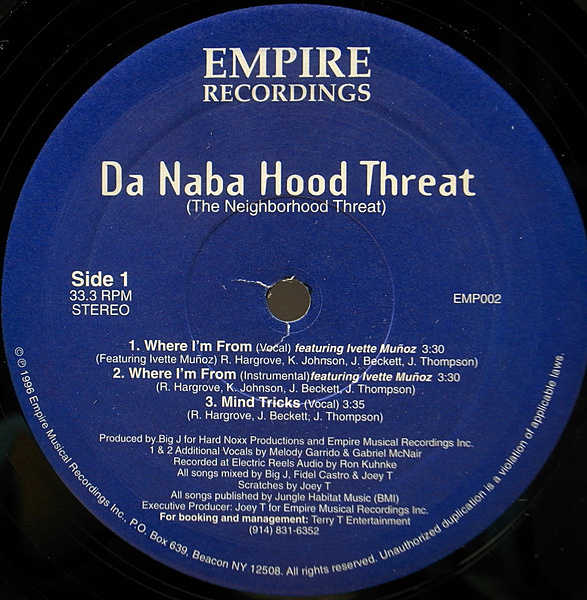 EMPIRE
RECORDINGS
Da Naba Hood Threat
(The Neighborhood Threat)
Side 1
33.3 RPM
STEREO
EMP002
1. Where I'm From (Vocal) featuring Ivette Muñoz 3:30
(Featuring Ivette Muñoz) R. Hargrove, K. Johnson, J. Beckett, J. Thompson)
2. Where I'm From (Instrumental) featuring Ivette Muñoz 3:30
(R. Hargrove, K. Johnson, J. Beckett, J. Thompson)
3. Mind Tricks (Vocal) 3:35
(R. Hargrove, J. Beckett, J. Thompson)
Produced by Big J for Hard Noxx Productions and Empire Musical Recordings Inc.
1 & 2 Additional Vocals by Melody Garrido & Gabriel McNair
Recorded at Electric Reels Audio by Ron Kuhnke
All songs mixed by Big J, Fidel Castro & Joey T
Scratches by Joey T
All songs published by Jungle Habitat Music (BMI)
Executive Producer: Joey T for Empire Musical Recordings Inc.
For booking and management: Terry T Entertainment
(914) 831-6352
© ℗ 1996 Empire Musical Recordings Inc., P.O. Box 639, Beacon NY 12508. All rights reserved. Unauthorized duplication is a violation of applicable laws.